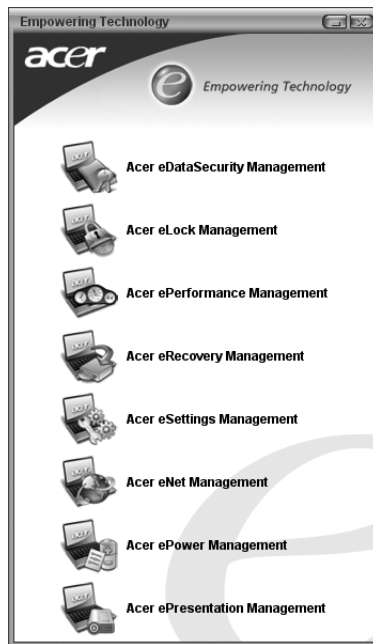 Empowering Technology
acer
e Empowering Technology
Acer eDataSecurity Management
Acer eLock Management
Acer ePerformance Management
Acer eRecovery Management
Acer eSettings Management
Acer eNet Management
Acer ePower Management
Acer ePresentation Management